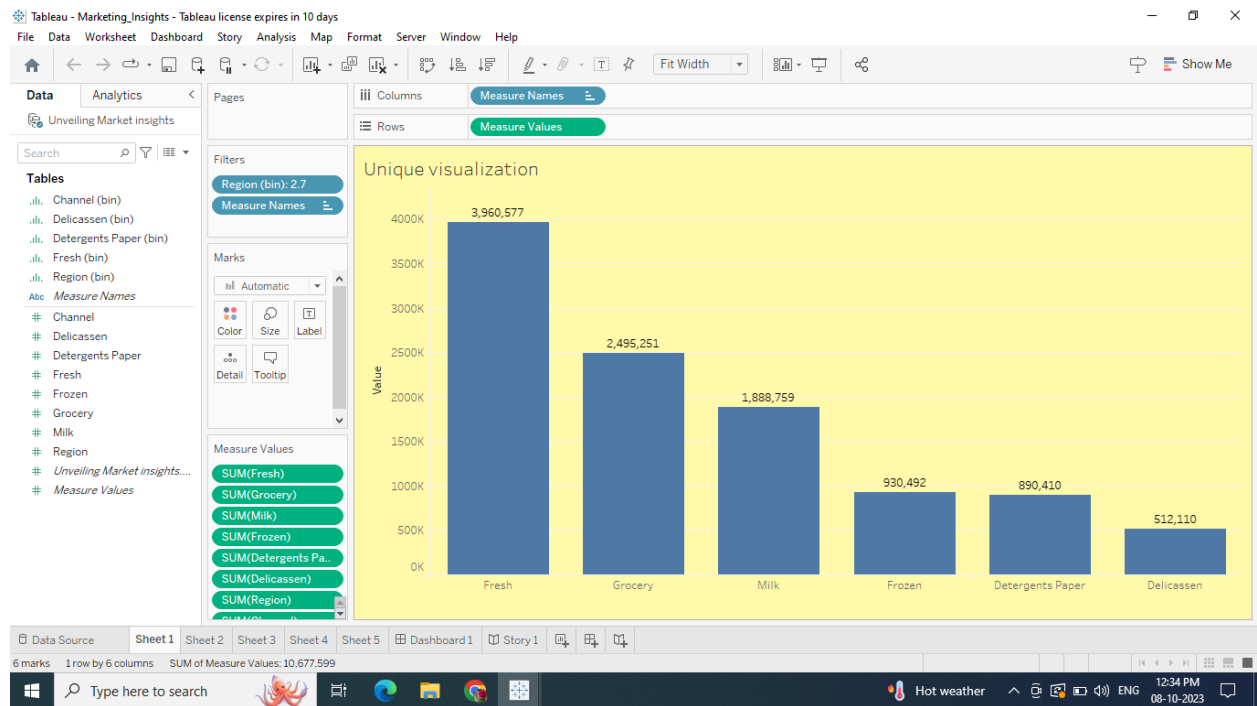 Tableau - Marketing_Insights - Tableau license expires in 10 days
File Data Worksheet Dashboard Story Analysis Map Format Server Window Help
Fit Width
Show Me
Data Analytics
Unveiling Market insights
Search
Tables
Channel (bin)
Delicassen (bin)
Detergents Paper (bin)
Fresh (bin)
Region (bin)
Abc Measure Names
# Channel
# Delicassen
# Detergents Paper
# Fresh
# Frozen
# Grocery
# Milk
# Region
# Unveiling Market insights....
# Measure Values
Pages
Filters
Region (bin): 2.7
Measure Names
Marks
Automatic
Color Size Label
Detail Tooltip
Measure Values
SUM(Fresh)
SUM(Grocery)
SUM(Milk)
SUM(Frozen)
SUM(Detergents Pa..
SUM(Delicassen)
SUM(Region)
Columns Measure Names
Rows Measure Values
Unique visualization
Value
4000K
3500K
3000K
2500K
2000K
1500K
1000K
500K
0K
3,960,577
2,495,251
1,888,759
930,492
890,410
512,110
Fresh Grocery Milk Frozen Detergents Paper Delicassen
Data Source Sheet 1 Sheet 2 Sheet 3 Sheet 4 Sheet 5 Dashboard 1 Story 1
6 marks 1 row by 6 columns SUM of Measure Values: 10,677,599
Type here to search
Hot weather
ENG
12:34 PM
08-10-2023